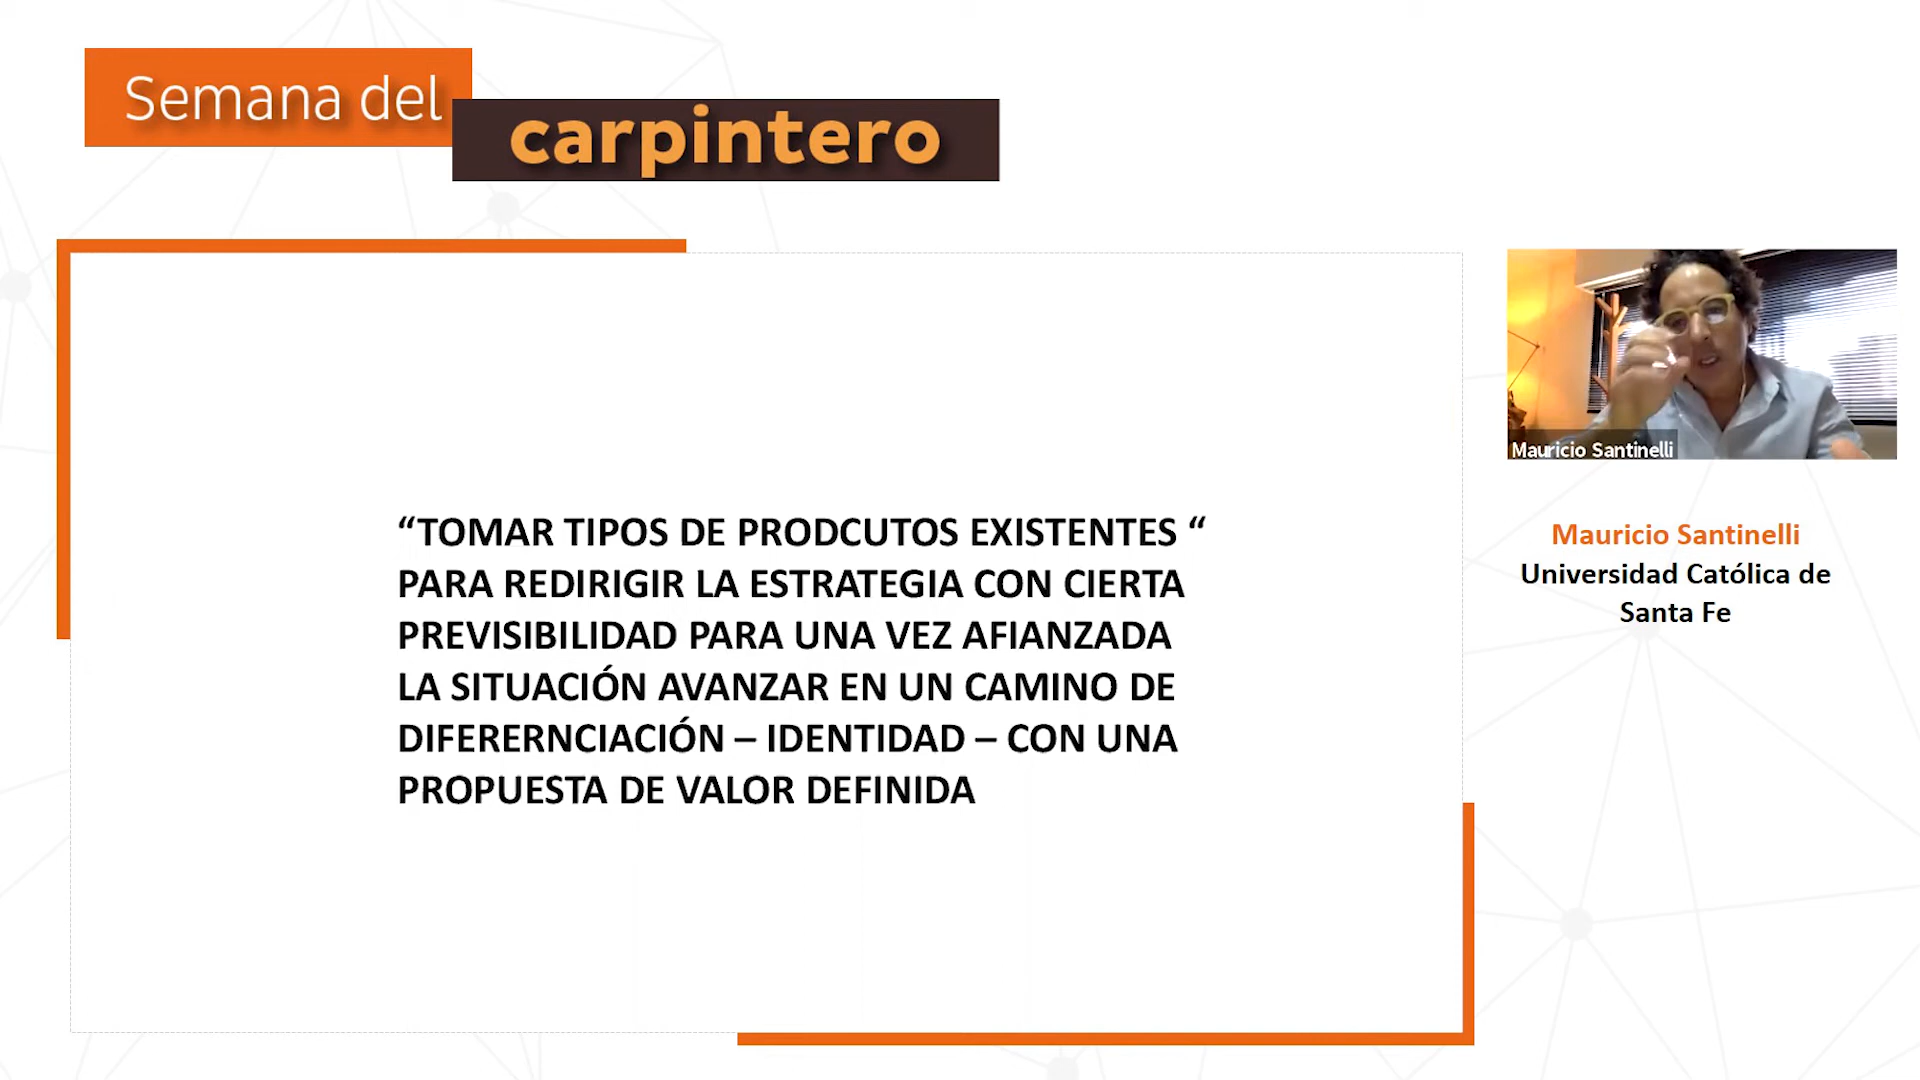 Semana del
carpintero
“TOMAR TIPOS DE PRODCUTOS EXISTENTES “
PARA REDIRIGIR LA ESTRATEGIA CON CIERTA
PREVISIBILIDAD PARA UNA VEZ AFIANZADA
LA SITUACIÓN AVANZAR EN UN CAMINO DE
DIFERERNCIACIÓN – IDENTIDAD – CON UNA
PROPUESTA DE VALOR DEFINIDA
Mauricio Santinelli
Mauricio Santinelli
Universidad Católica de
Santa Fe